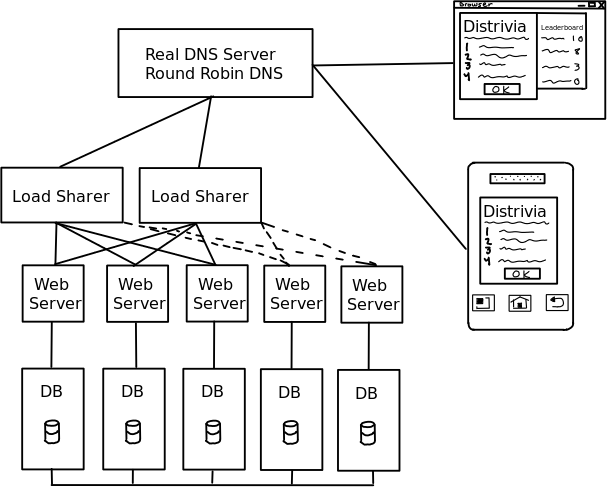 Browser
Real DNS Server
Round Robin DNS
Distrivia
1
2
3
4
OK
Leaderboard
10
8
3
0
Load Sharer
Load Sharer
Distrivia
1
2
3
4
OK
Web
Server
Web
Server
Web
Server
Web
Server
Web
Server
DB
DB
DB
DB
DB